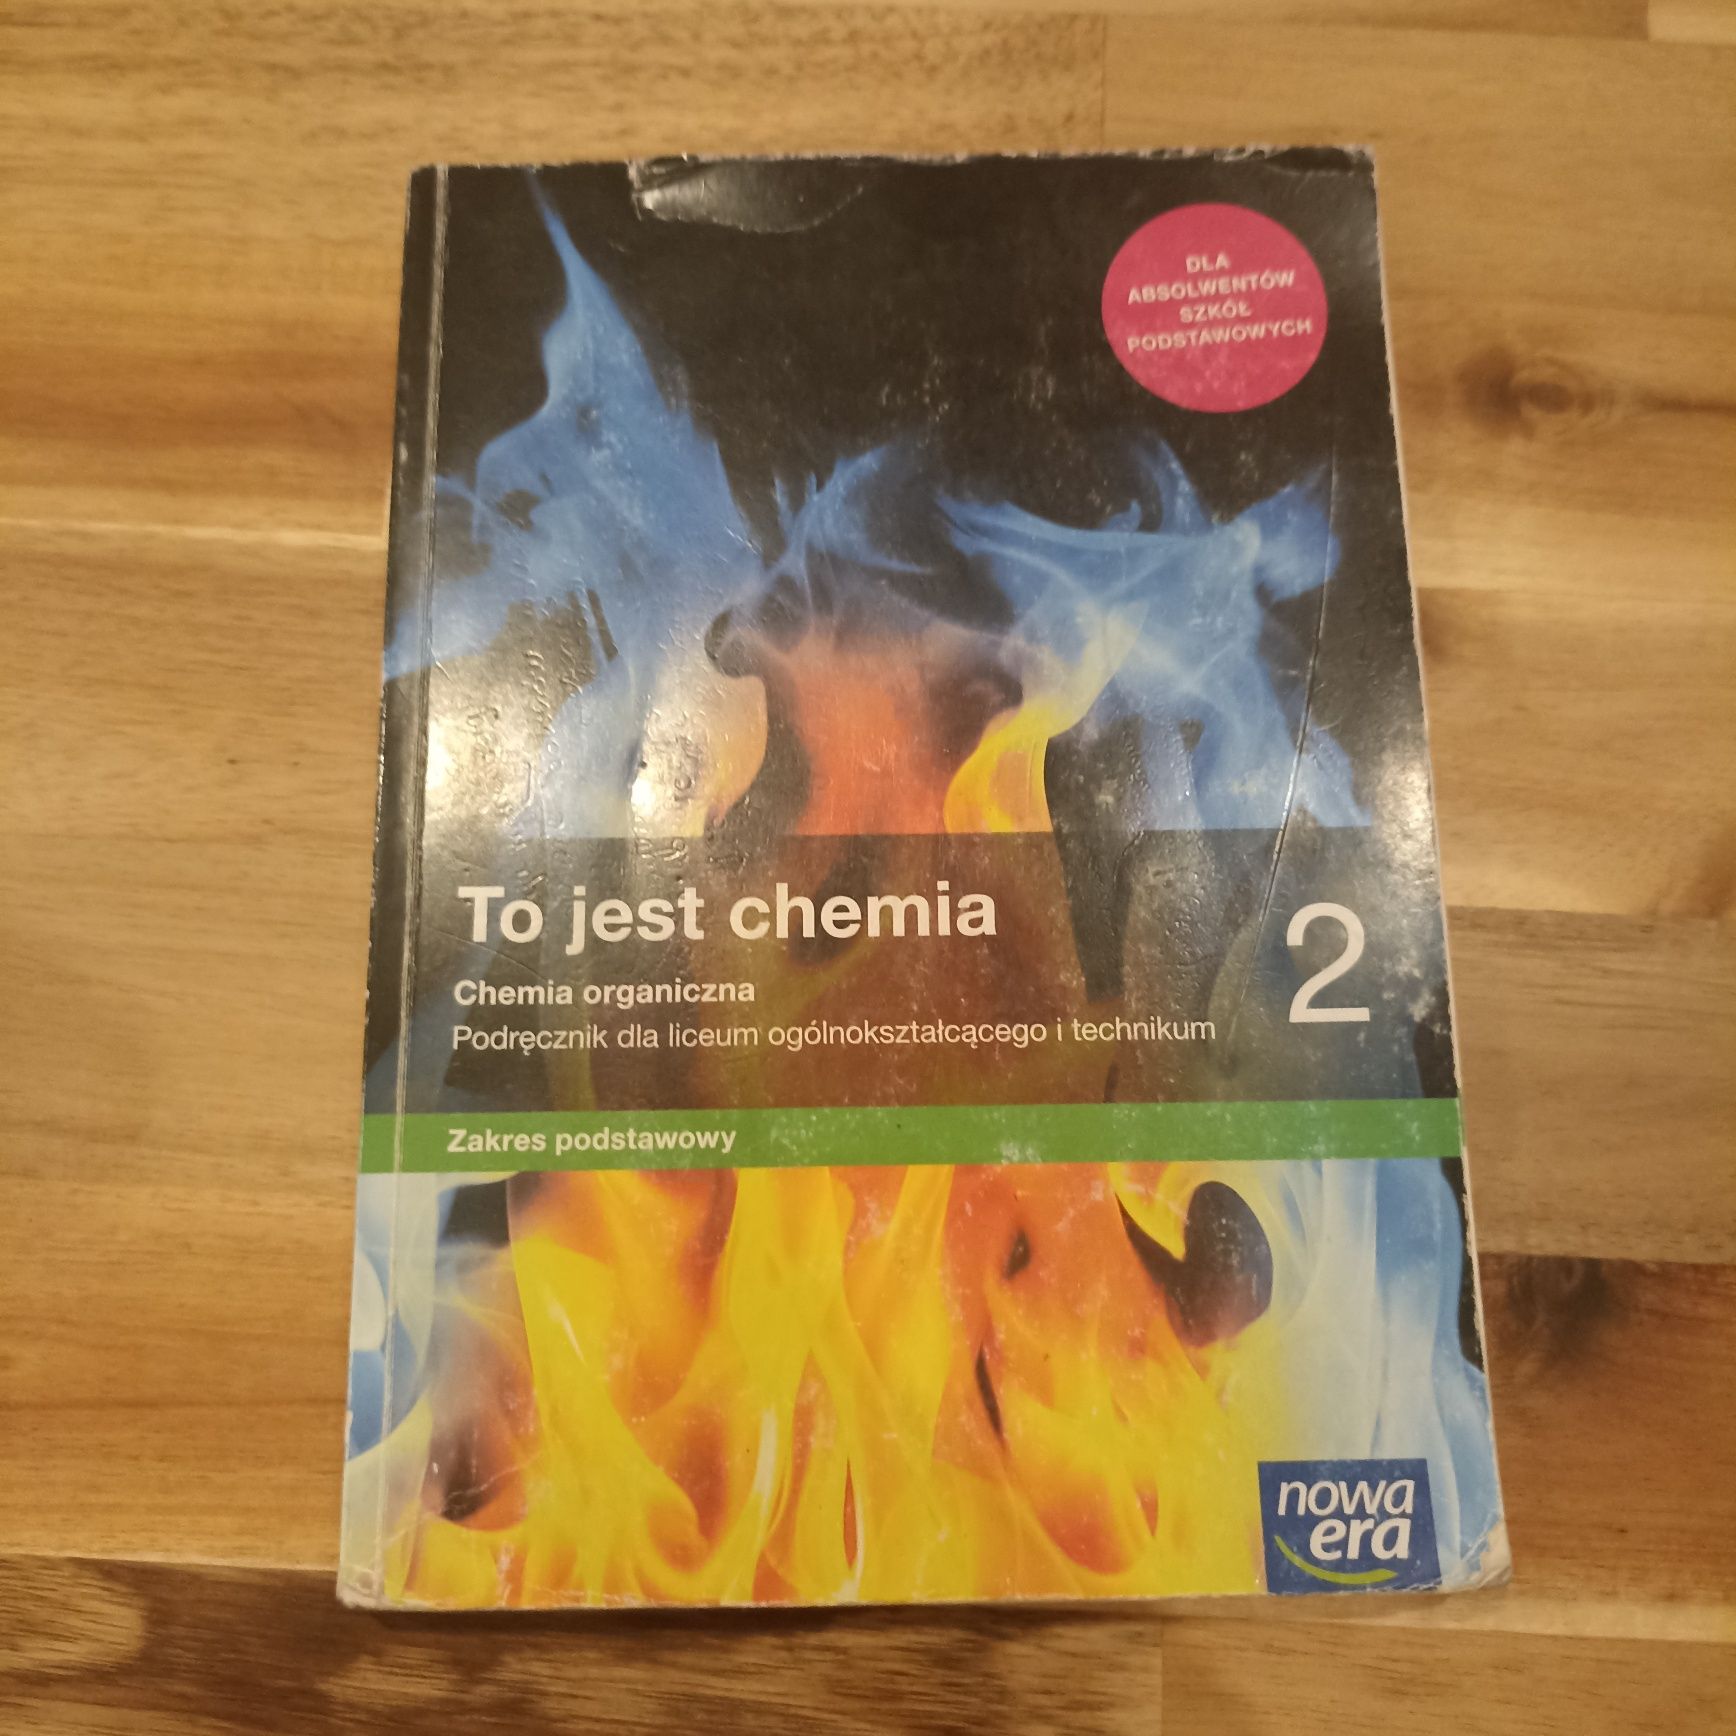 DLA
ABSOLWENTÓW
SZKÓŁ
PODSTAWOWYCH
To jest chemia
2
Chemia organiczna
Podręcznik dla liceum ogólnokształcącego i technikum
Zakres podstawowy
nowa
era